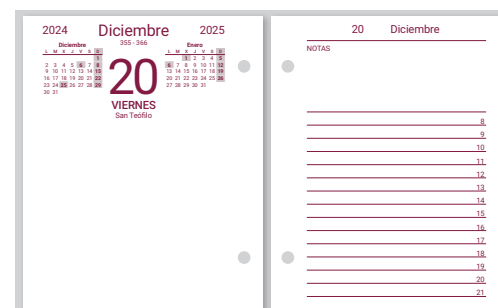 2024 Diciembre 2025
355 - 366
Diciembre
L M M J V S D
1
2 3 4 5 6 7 8
9 10 11 12 13 14 15
16 17 18 19 20 21 22
23 24 25 26 27 28 29
30 31
20
VIERNES
San Teófilo
Enero
L M M J V S D
1 2 3 4 5
6 7 8 9 10 11 12
13 14 15 16 17 18 19
20 21 22 23 24 25 26
27 28 29 30 31
20 Diciembre
NOTAS
8
9
10
11
12
13
14
15
16
17
18
19
20
21